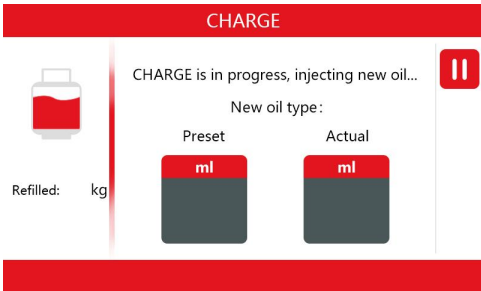 CHARGE
CHARGE is in progress, injecting new oil...
New oil type:
Preset Actual
ml ml
Refilled: kg